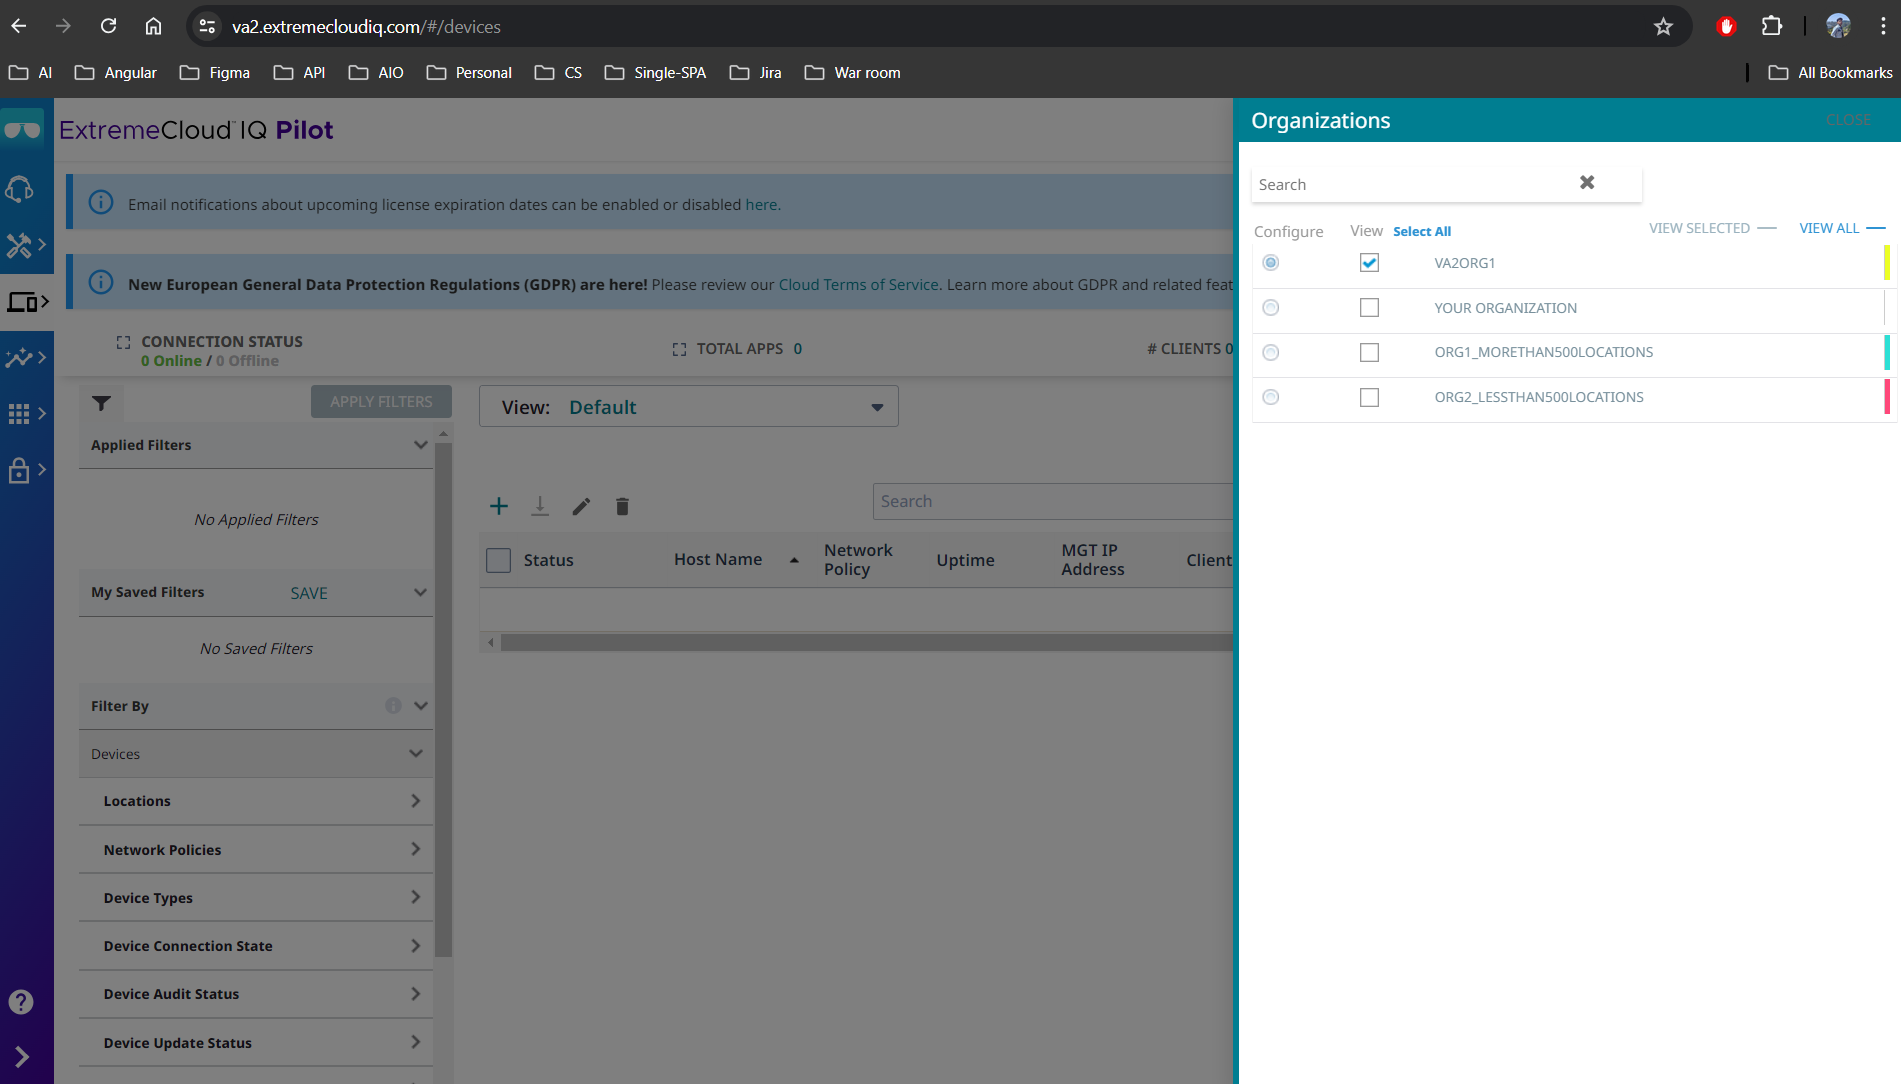 va2.extremecloudiq.com/#/devices
AI Angular Figma API AIO Personal CS Single-SPA Jira War room All Bookmarks
ExtremeCloud™ IQ Pilot
Email notifications about upcoming license expiration dates can be enabled or disabled here.
New European General Data Protection Regulations (GDPR) are here! Please review our Cloud Terms of Service. Learn more about GDPR and related feat
CONNECTION STATUS
0 Online / 0 Offline
TOTAL APPS 0
# CLIENTS 0
APPLY FILTERS
Applied Filters
No Applied Filters
My Saved Filters SAVE
No Saved Filters
Filter By
Devices
Locations
Network Policies
Device Types
Device Connection State
Device Audit Status
Device Update Status
View: Default
Search
Status Host Name Network Policy Uptime MGT IP Address Client
Organizations CLOSE
Search
Configure View Select All VIEW SELECTED VIEW ALL
VA2ORG1
YOUR ORGANIZATION
ORG1_MORETHAN500LOCATIONS
ORG2_LESSTHAN500LOCATIONS